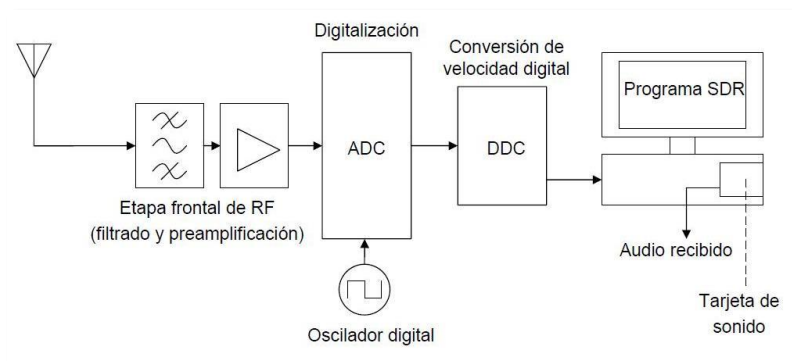 Digitalización
Conversión de
velocidad digital
Programa SDR
ADC
DDC
Etapa frontal de RF
(filtrado y preamplificación)
Audio recibido
Oscilador digital
Tarjeta de
sonido